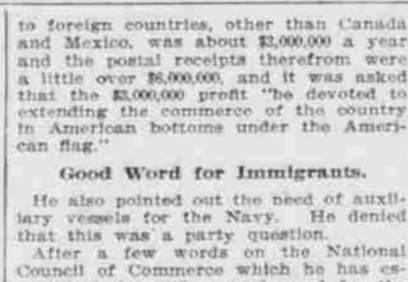 to foreign countries, other than Canada
and Mexico, was about $3,000,000 a year
and the postal receipts therefrom were
a little over $6,000,000, and it was asked
that the $3,000,000 profit "be devoted to
extending the commerce of the country
in American bottoms under the Ameri-
can flag."
Good Word for Immigrants.
He also pointed out the need of auxil-
iary vessels for the Navy. He denied
that this was a party question.
After a few words on the National
Council of Commerce which he has es-